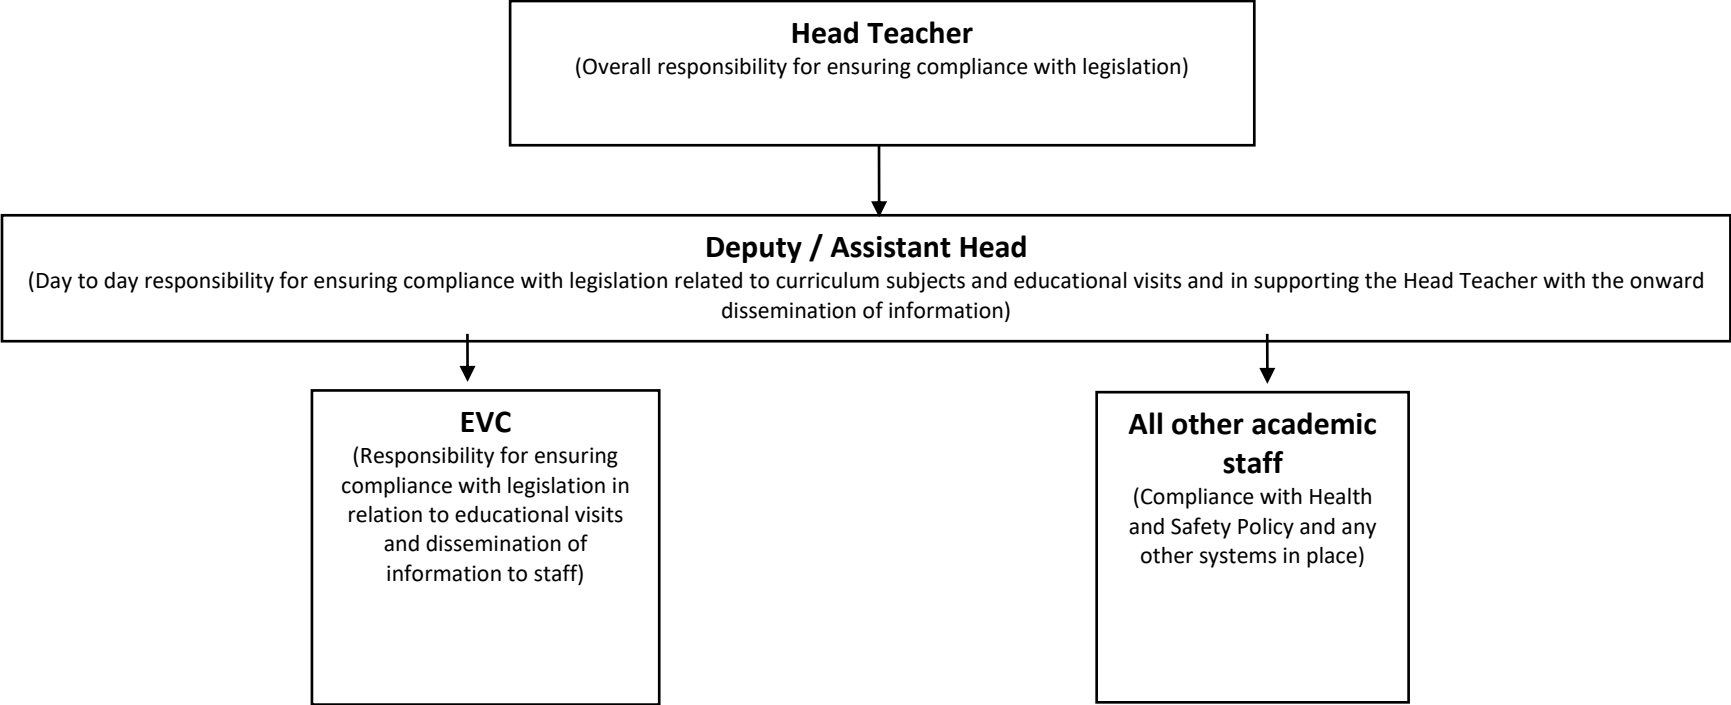 Head Teacher
(Overall responsibility for ensuring compliance with legislation)
Deputy / Assistant Head
(Day to day responsibility for ensuring compliance with legislation related to curriculum subjects and educational visits and in supporting the Head Teacher with the onward
dissemination of information)
EVC
(Responsibility for ensuring
compliance with legislation in
relation to educational visits
and dissemination of
information to staff)
All other academic
staff
(Compliance with Health
and Safety Policy and any
other systems in place)